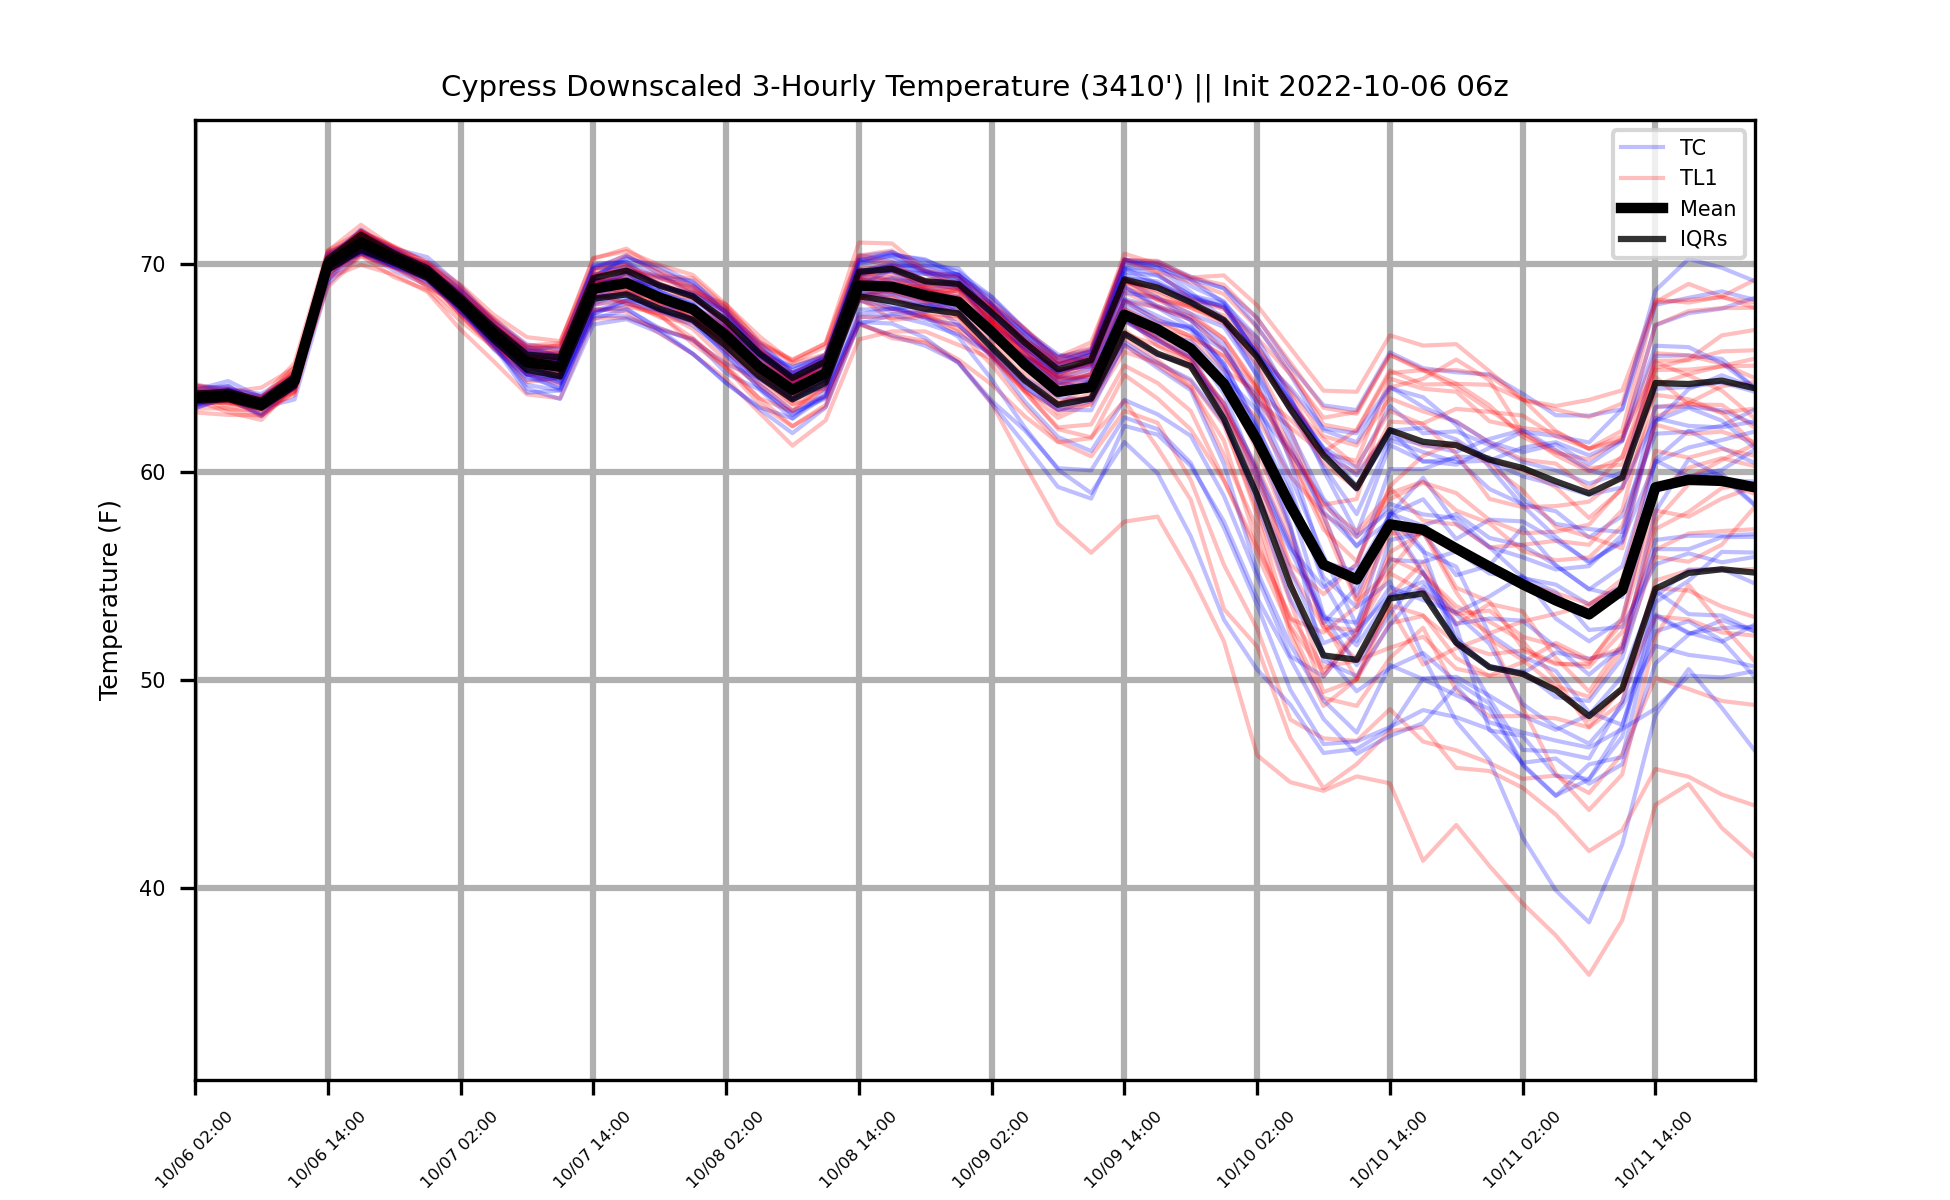 Cypress Downscaled 3-Hourly Temperature (3410') || Init 2022-10-06 06z
TC
TL1
Mean
IQRs
Temperature (F)
70
60
50
40
10/06 02:00
10/06 14:00
10/07 02:00
10/07 14:00
10/08 02:00
10/08 14:00
10/09 02:00
10/09 14:00
10/10 02:00
10/10 14:00
10/11 02:00
10/11 14:00